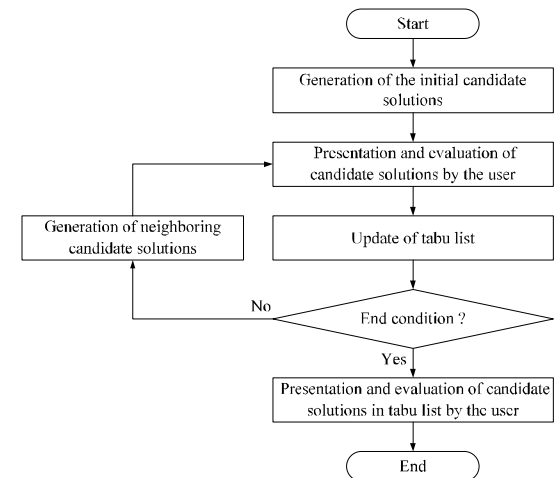 Start
Generation of the initial candidate
solutions
Presentation and evaluation of
candidate solutions by the user
Generation of neighboring
candidate solutions
Update of tabu list
No
End condition ?
Yes
Presentation and evaluation of candidate
solutions in tabu list by the user
End